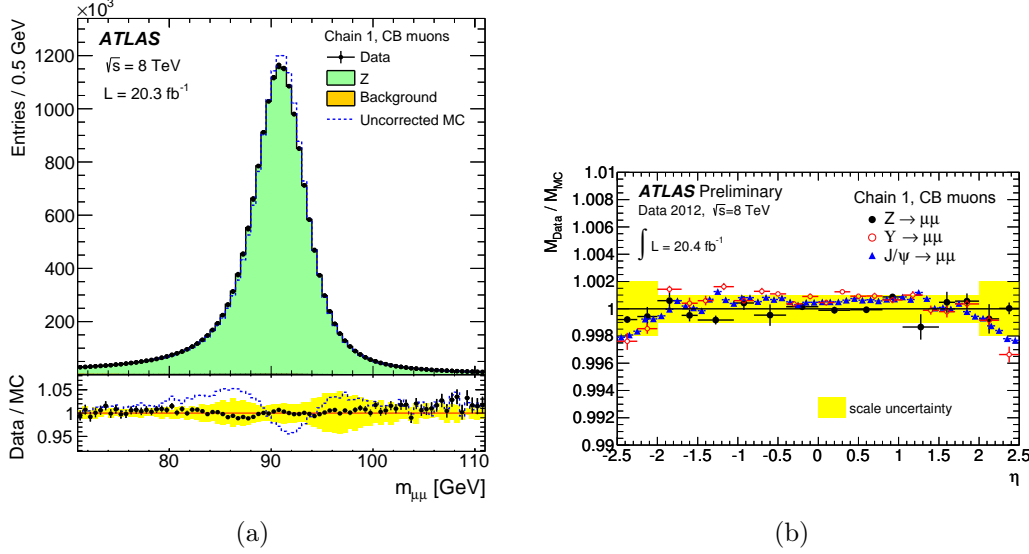 ×10³
1200
1000
800
600
400
200
Entries / 0.5 GeV
ATLAS
√s = 8 TeV
L = 20.3 fb⁻¹
Chain 1, CB muons
Data
Z
Background
Uncorrected MC
Data / MC
1.05
1
0.95
80
90
100
110
mμμ [GeV]
(a)
M_Data / M_MC
1.01
1.008
1.006
1.004
1.002
1
0.998
0.996
0.994
0.992
0.99
ATLAS Preliminary
Data 2012, √s=8 TeV
∫ L = 20.4 fb⁻¹
Chain 1, CB muons
Z → μμ
Υ → μμ
J/ψ → μμ
scale uncertainty
-2.5 -2 -1.5 -1 -0.5 0 0.5 1 1.5 2 2.5
η
(b)